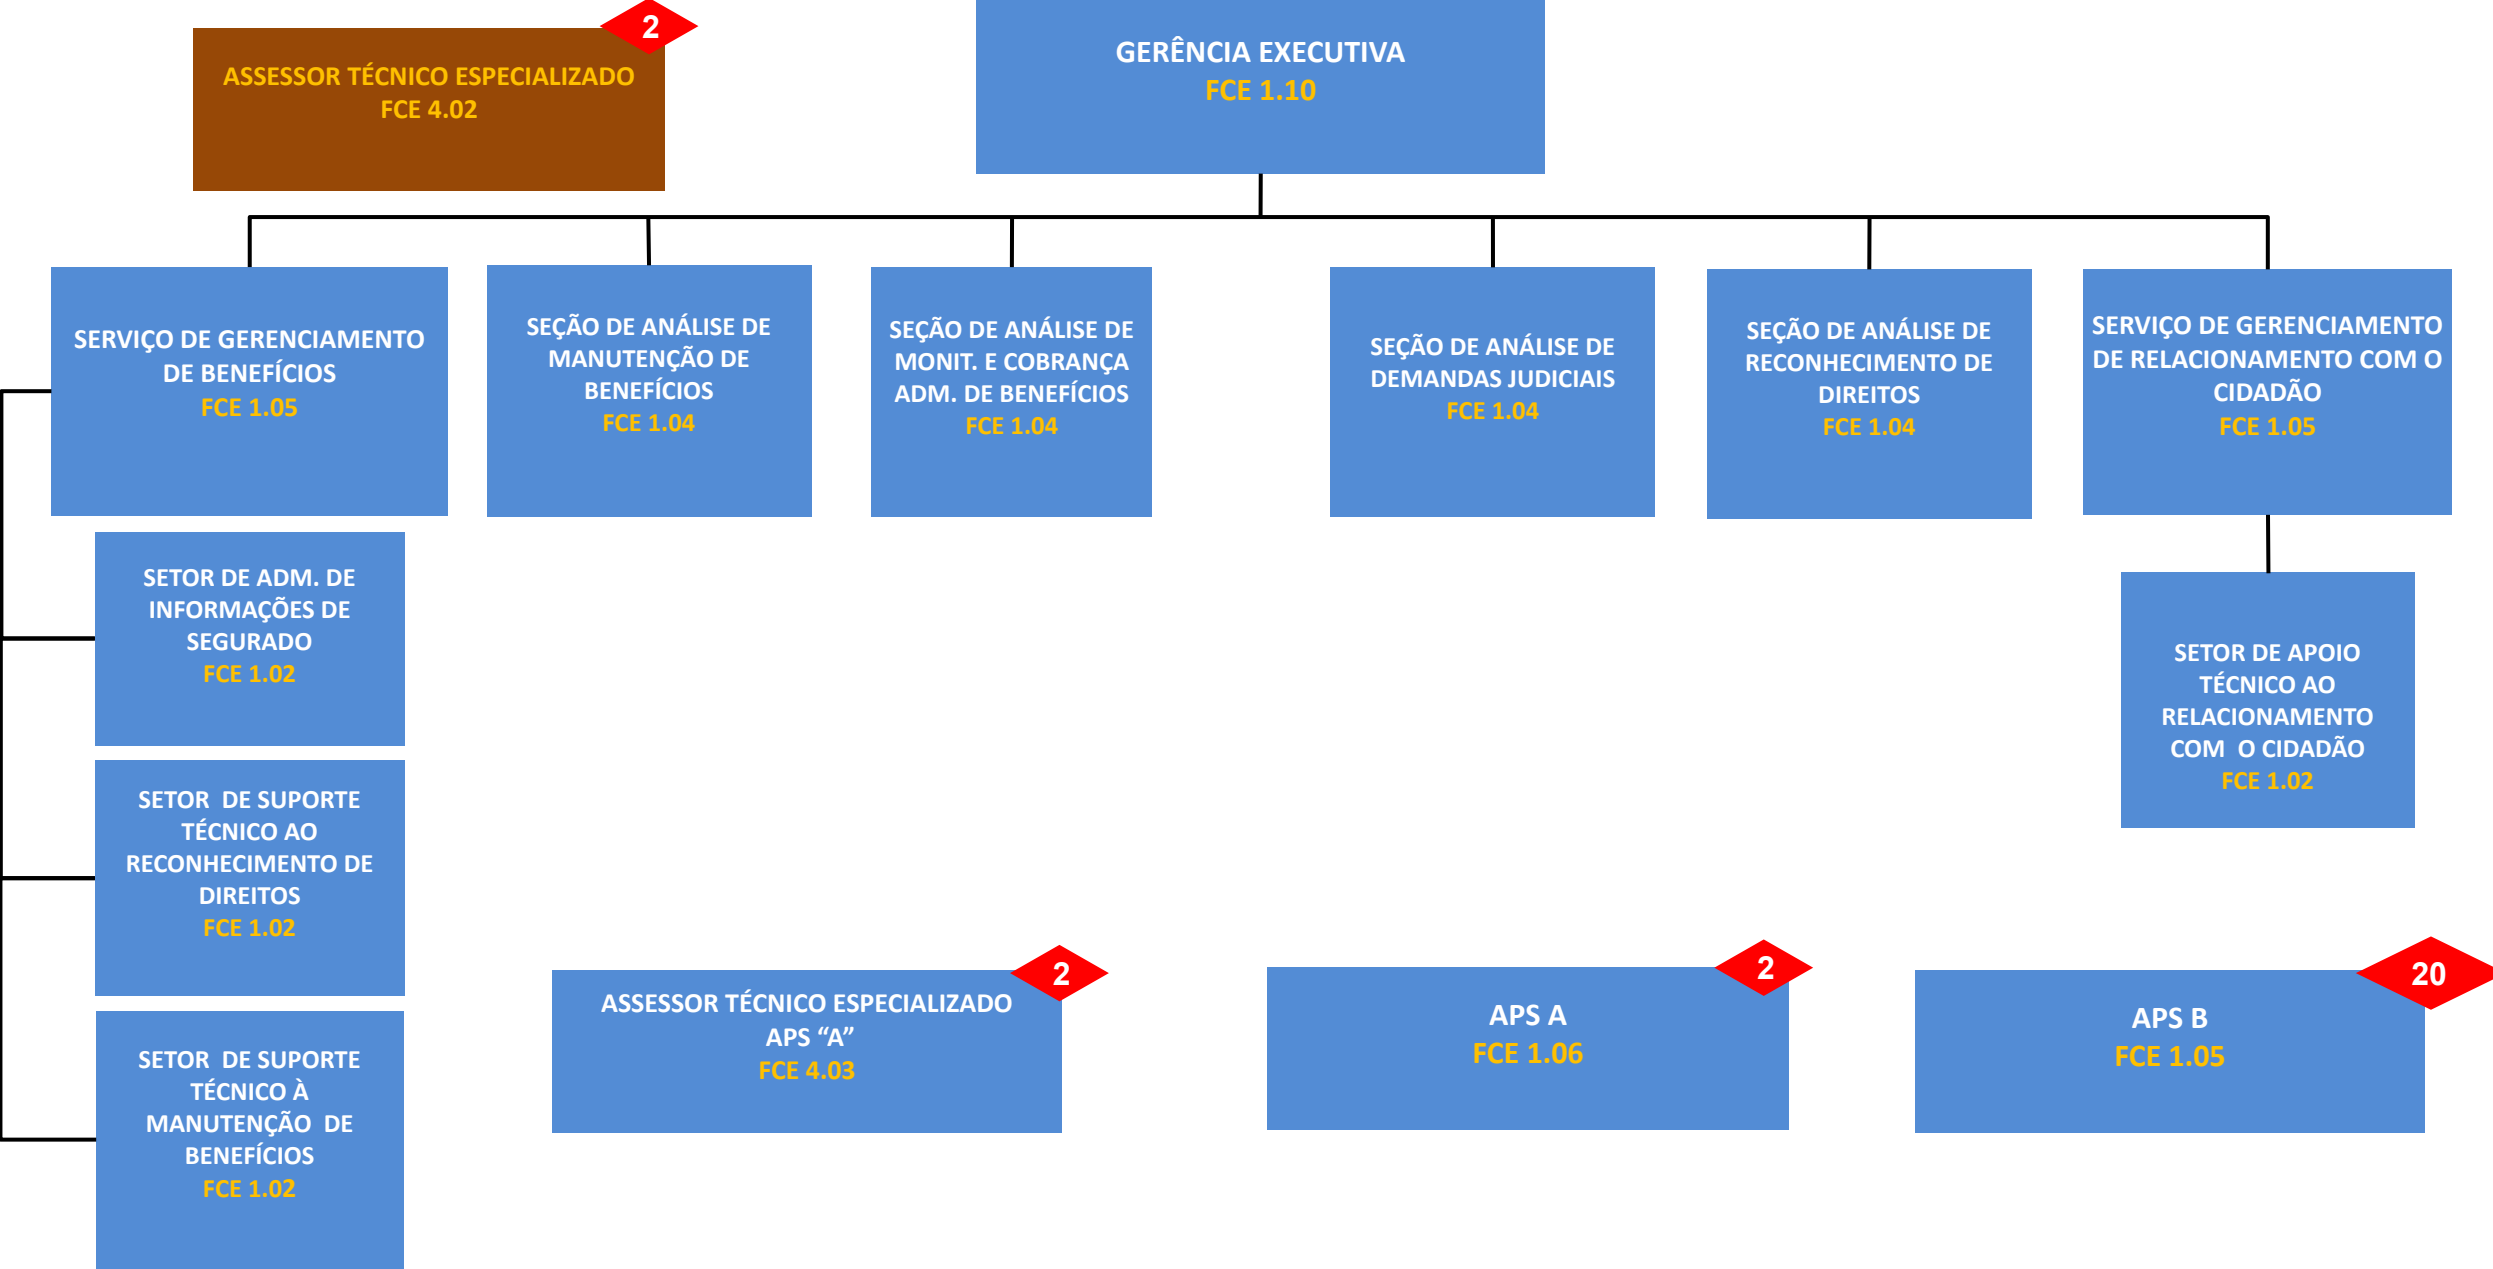 2
ASSESSOR TÉCNICO ESPECIALIZADO
FCE 4.02
GERÊNCIA EXECUTIVA
FCE 1.10
SERVIÇO DE GERENCIAMENTO
DE BENEFÍCIOS
FCE 1.05
SEÇÃO DE ANÁLISE DE
MANUTENÇÃO DE
BENEFÍCIOS
FCE 1.04
SEÇÃO DE ANÁLISE DE
MONIT. E COBRANÇA
ADM. DE BENEFÍCIOS
FCE 1.04
SEÇÃO DE ANÁLISE DE
DEMANDAS JUDICIAIS
FCE 1.04
SEÇÃO DE ANÁLISE DE
RECONHECIMENTO DE
DIREITOS
FCE 1.04
SERVIÇO DE GERENCIAMENTO
DE RELACIONAMENTO COM O
CIDADÃO
FCE 1.05
SETOR DE ADM. DE
INFORMAÇÕES DE
SEGURADO
FCE 1.02
SETOR DE APOIO
TÉCNICO AO
RELACIONAMENTO
COM O CIDADÃO
FCE 1.02
SETOR DE SUPORTE
TÉCNICO AO
RECONHECIMENTO DE
DIREITOS
FCE 1.02
SETOR DE SUPORTE
TÉCNICO À
MANUTENÇÃO DE
BENEFÍCIOS
FCE 1.02
2
ASSESSOR TÉCNICO ESPECIALIZADO
APS “A”
FCE 4.03
2
APS A
FCE 1.06
20
APS B
FCE 1.05